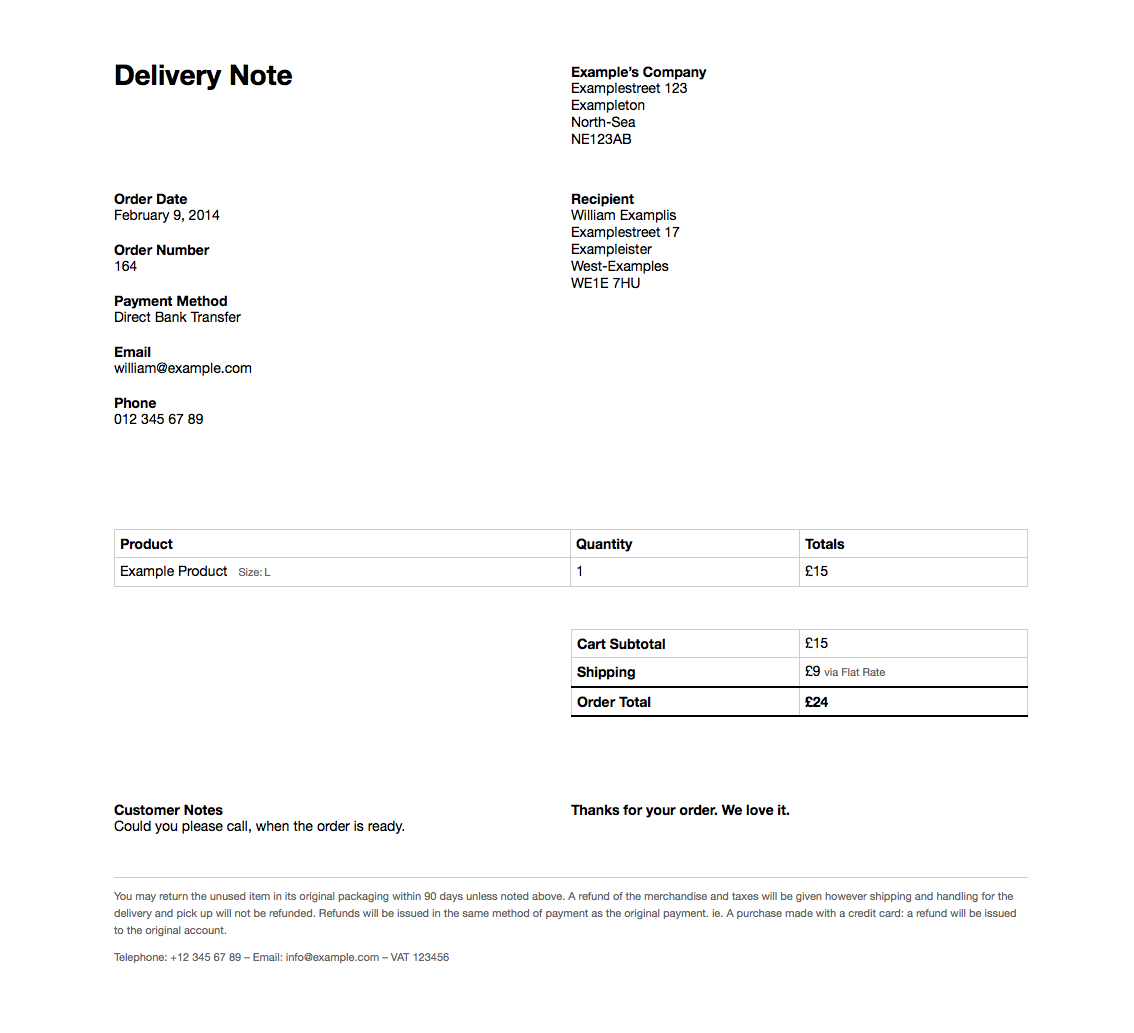 Delivery Note
Example’s Company
Examplestreet 123
Exampleton
North-Sea
NE123AB
Order Date
February 9, 2014
Order Number
164
Payment Method
Direct Bank Transfer
Email
william@example.com
Phone
012 345 67 89
Recipient
William Examplis
Examplestreet 17
Exampleister
West-Examples
WE1E 7HU
Product Quantity Totals
Example Product Size: L 1 £15
Cart Subtotal £15
Shipping £9 via Flat Rate
Order Total £24
Customer Notes
Could you please call, when the order is ready.
Thanks for your order. We love it.
You may return the unused item in its original packaging within 90 days unless noted above. A refund of the merchandise and taxes will be given however shipping and handling for the
delivery and pick up will not be refunded. Refunds will be issued in the same method of payment as the original payment. ie. A purchase made with a credit card: a refund will be issued
to the original account.
Telephone: +12 345 67 89 – Email: info@example.com – VAT 123456